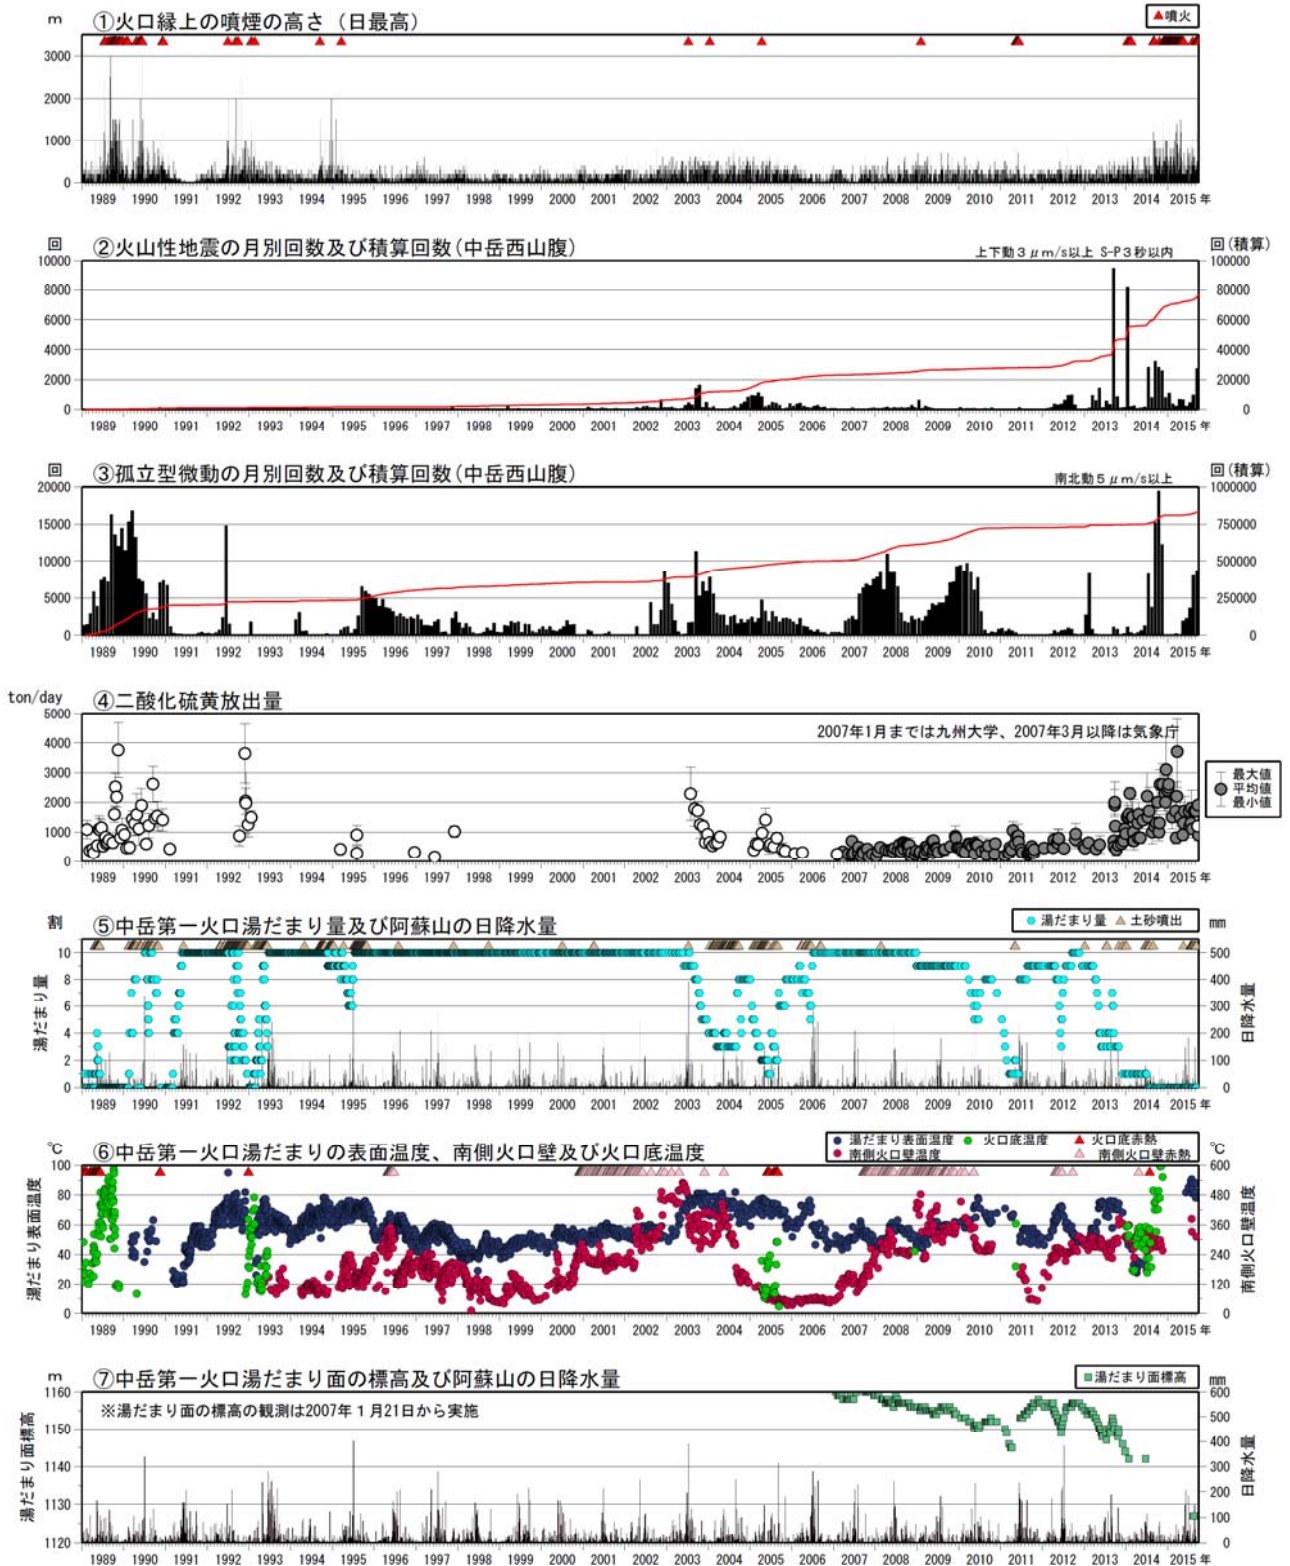 m ①火口縁上の噴煙の高さ（日最高） ▲噴火
3000
2000
1000
0
1989 1990 1991 1992 1993 1994 1995 1996 1997 1998 1999 2000 2001 2002 2003 2004 2005 2006 2007 2008 2009 2010 2011 2012 2013 2014 2015 年
回 ②火山性地震の月別回数及び積算回数（中岳西山腹） 上下動３μm/s以上 S-P３秒以内 回(積算)
10000 100000
8000 80000
6000 60000
4000 40000
2000 20000
0 0
1989 1990 1991 1992 1993 1994 1995 1996 1997 1998 1999 2000 2001 2002 2003 2004 2005 2006 2007 2008 2009 2010 2011 2012 2013 2014 2015 年
回 ③孤立型微動の月別回数及び積算回数（中岳西山腹） 南北動５μm/s以上 回(積算)
20000 1000000
15000 750000
10000 500000
5000 250000
0 0
1989 1990 1991 1992 1993 1994 1995 1996 1997 1998 1999 2000 2001 2002 2003 2004 2005 2006 2007 2008 2009 2010 2011 2012 2013 2014 2015 年
ton/day ④二酸化硫黄放出量
2007年1月までは九州大学、2007年3月以降は気象庁
5000
4000
3000
2000
1000
0
最大値
平均値
最小値
1989 1990 1991 1992 1993 1994 1995 1996 1997 1998 1999 2000 2001 2002 2003 2004 2005 2006 2007 2008 2009 2010 2011 2012 2013 2014 2015 年
割 ⑤中岳第一火口湯だまり量及び阿蘇山の日降水量 湯だまり量 土砂噴出 mm
湯だまり量
日降水量
10 500
8 400
6 300
4 200
2 100
0 0
1989 1990 1991 1992 1993 1994 1995 1996 1997 1998 1999 2000 2001 2002 2003 2004 2005 2006 2007 2008 2009 2010 2011 2012 2013 2014 2015 年
℃ ⑥中岳第一火口湯だまりの表面温度、南側火口壁及び火口底温度 ℃
湯だまり表面温度 火口底温度 火口底赤熱
南側火口壁温度 南側火口壁赤熱
湯だまり表面温度
南側火口壁温度
100 600
80 480
60 360
40 240
20 120
0 0
1989 1990 1991 1992 1993 1994 1995 1996 1997 1998 1999 2000 2001 2002 2003 2004 2005 2006 2007 2008 2009 2010 2011 2012 2013 2014 2015 年
m ⑦中岳第一火口湯だまり面の標高及び阿蘇山の日降水量 湯だまり面標高 mm
※湯だまり面の標高の観測は2007年１月21日から実施
湯だまり面標高
日降水量
1160 600
500
1150
400
1140
300
1130
200
100
1120 0
1989 1990 1991 1992 1993 1994 1995 1996 1997 1998 1999 2000 2001 2002 2003 2004 2005 2006 2007 2008 2009 2010 2011 2012 2013 2014 2015 年